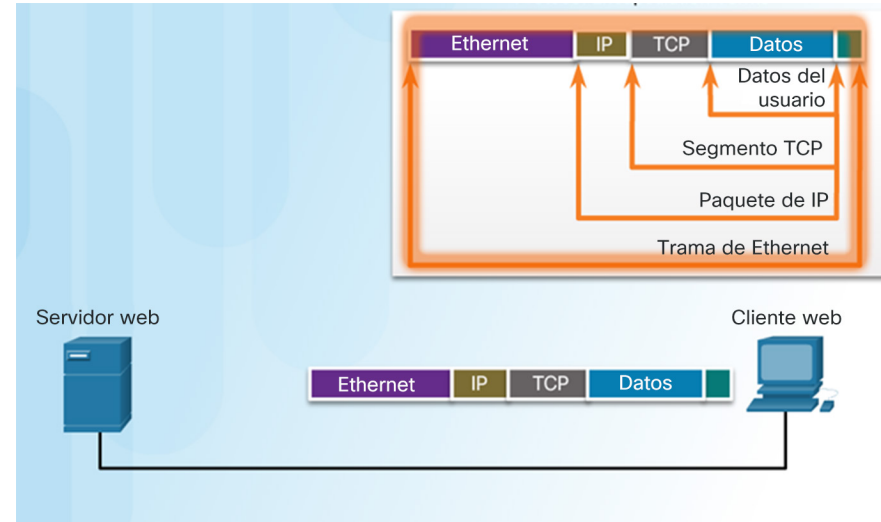 Ethernet IP TCP Datos
Datos del
usuario
Segmento TCP
Paquete de IP
Trama de Ethernet
Servidor web
Cliente web
Ethernet IP TCP Datos